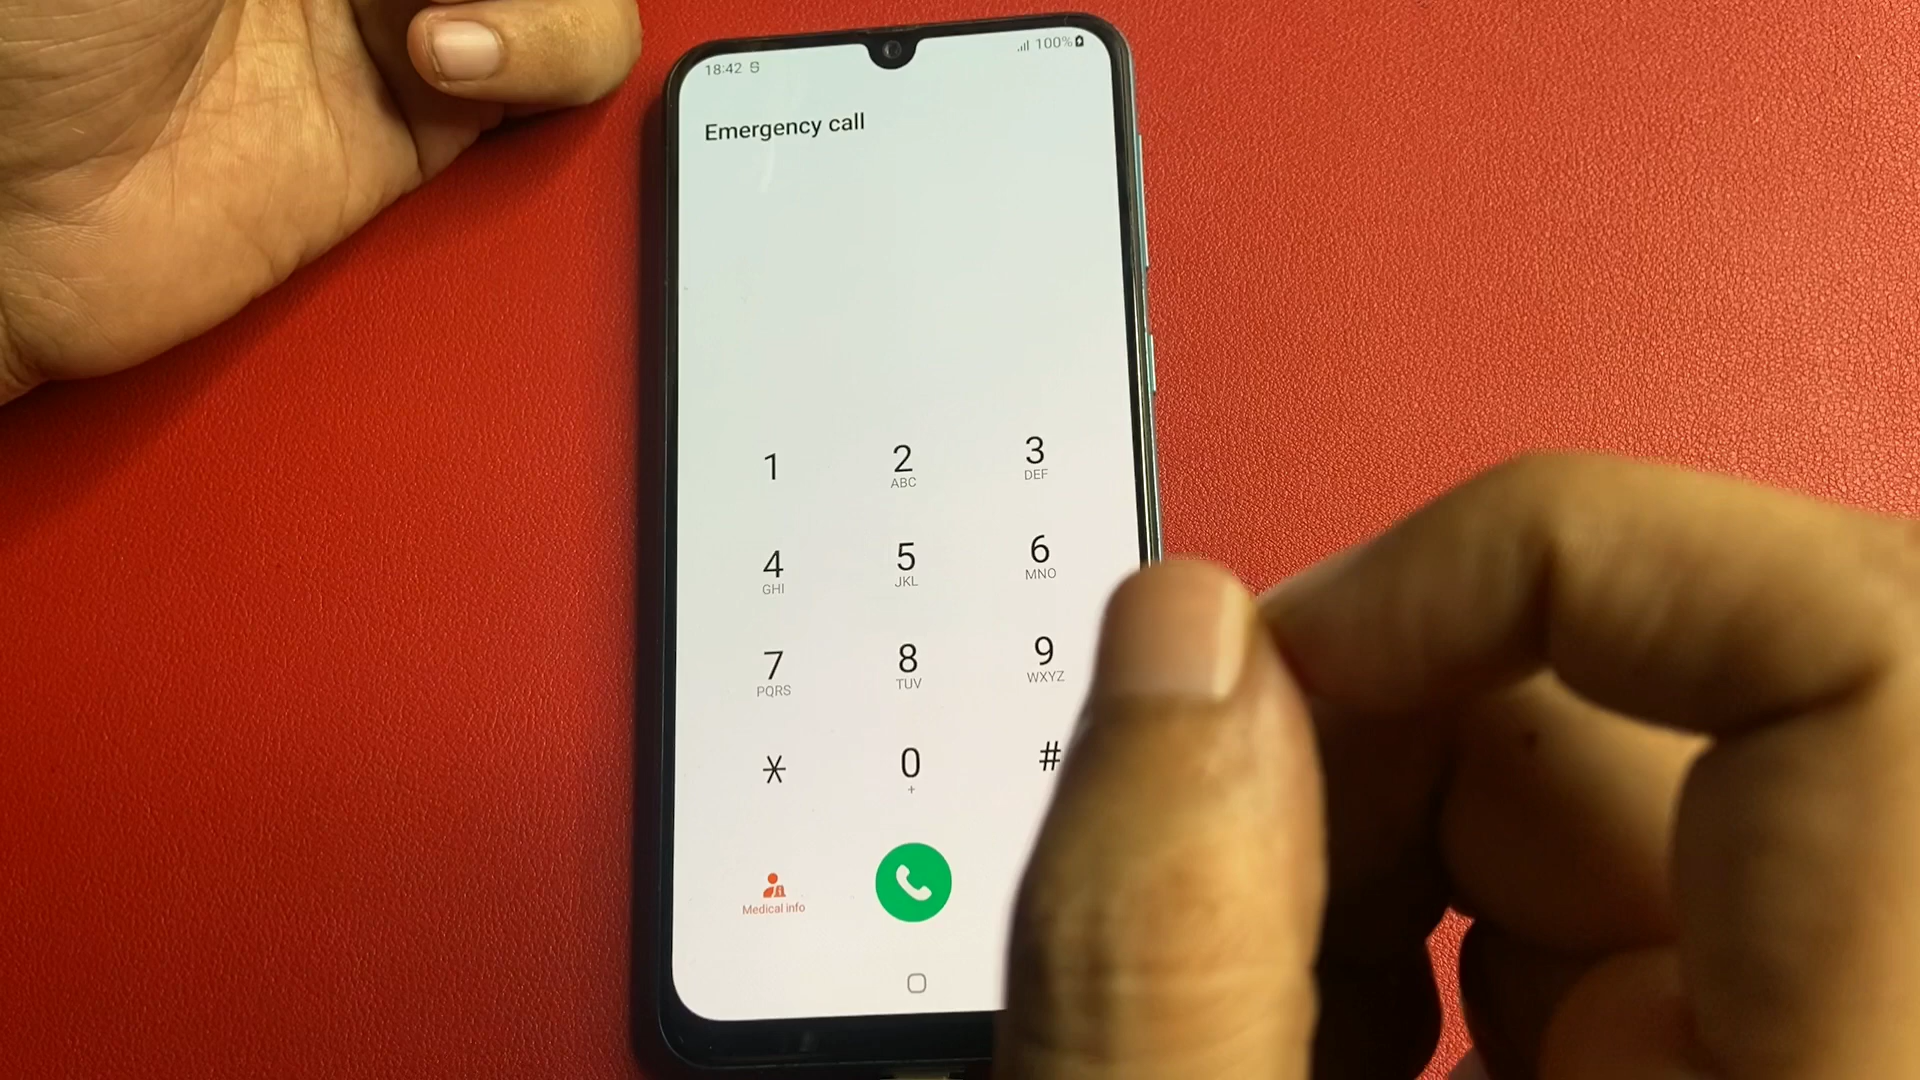 18:42 S 100%
Emergency call
1 2 3
ABC DEF
4 5 6
GHI JKL MNO
7 8 9
PQRS TUV WXYZ
* 0 #
+
Medical info